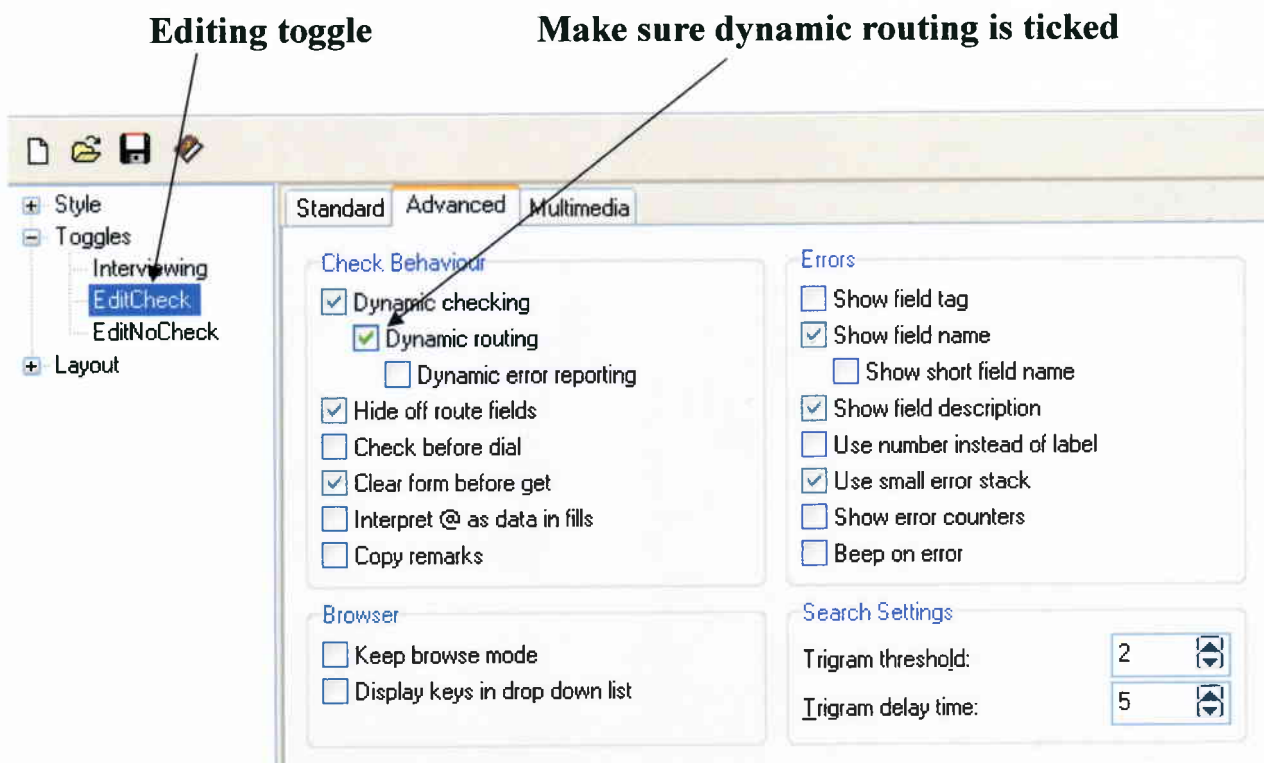 Editing toggle
Make sure dynamic routing is ticked
Style
Toggles
Interviewing
EditCheck
EditNoCheck
Layout
Standard
Advanced
Multimedia
Check Behaviour
Dynamic checking
Dynamic routing
Dynamic error reporting
Hide off route fields
Check before dial
Clear form before get
Interpret @ as data in fills
Copy remarks
Errors
Show field tag
Show field name
Show short field name
Show field description
Use number instead of label
Use small error stack
Show error counters
Beep on error
Browser
Keep browse mode
Display keys in drop down list
Search Settings
Trigram threshold: 2
Trigram delay time: 5